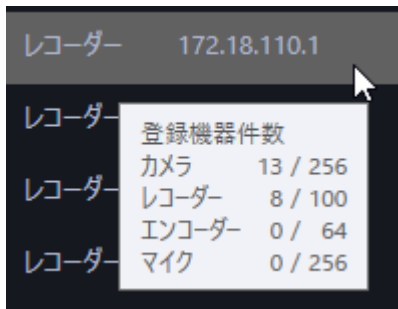 レコーダー 172.18.110.1
レコーダー
登録機器件数
カメラ 13 / 256
レコーダー 8 / 100
エンコーダー 0 / 64
マイク 0 / 256
レコーダー
レコーダー